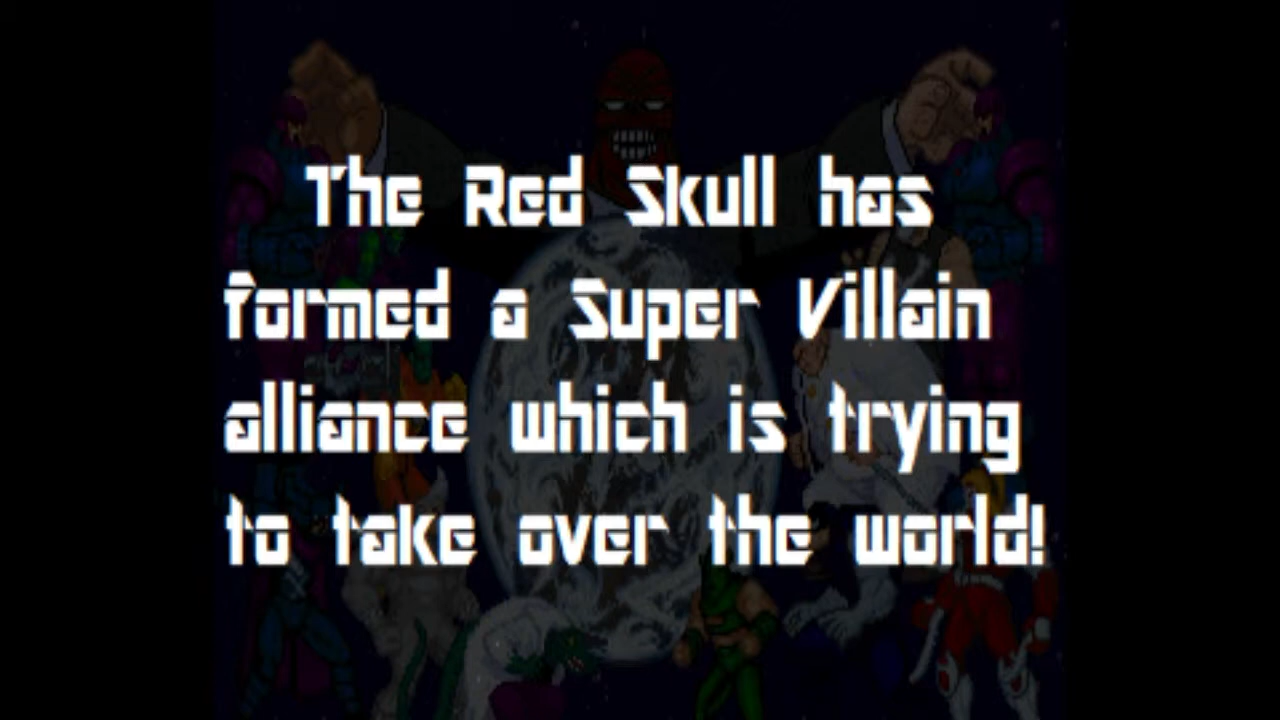 The Red Skull has
formed a Super Villain
alliance which is trying
to take over the world!